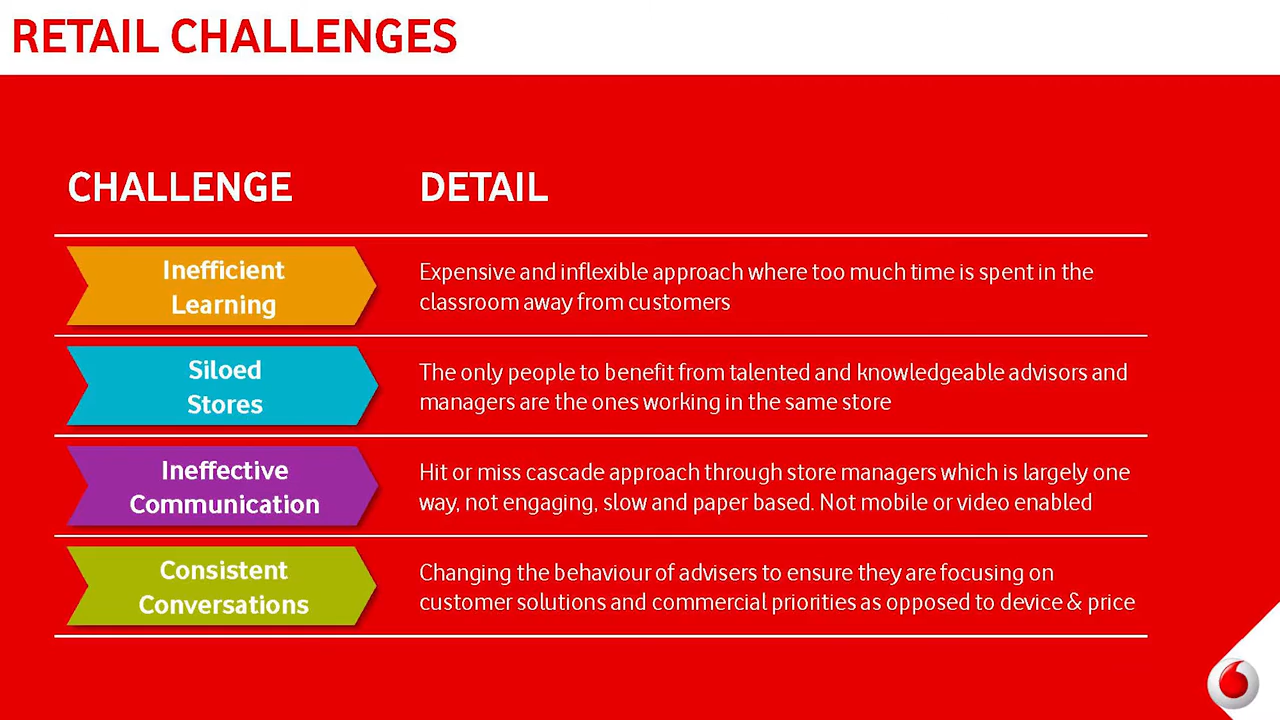 RETAIL CHALLENGES
CHALLENGE
DETAIL
Inefficient
Learning
Expensive and inflexible approach where too much time is spent in the
classroom away from customers
Siloed
Stores
The only people to benefit from talented and knowledgeable advisors and
managers are the ones working in the same store
Ineffective
Communication
Hit or miss cascade approach through store managers which is largely one
way, not engaging, slow and paper based. Not mobile or video enabled
Consistent
Conversations
Changing the behaviour of advisers to ensure they are focusing on
customer solutions and commercial priorities as opposed to device & price